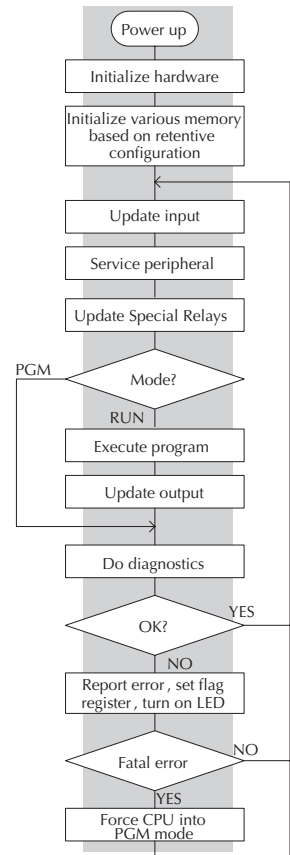 Power up
Initialize hardware
Initialize various memory
based on retentive
configuration
Update input
Service peripheral
Update Special Relays
PGM
Mode?
RUN
Execute program
Update output
Do diagnostics
YES
OK?
NO
Report error , set flag
register , turn on LED
NO
Fatal error
YES
Force CPU into
PGM mode